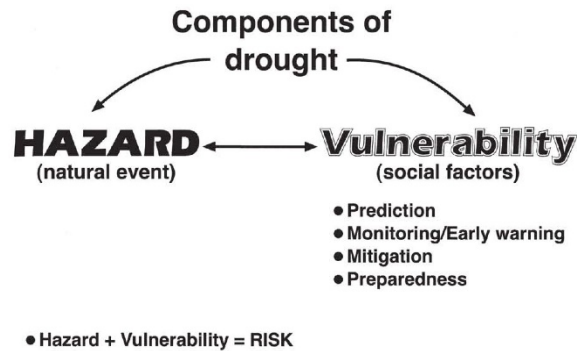 Components of
drought
HAZARD
(natural event)
Vulnerability
(social factors)
● Prediction
● Monitoring/Early warning
● Mitigation
● Preparedness
● Hazard + Vulnerability = RISK